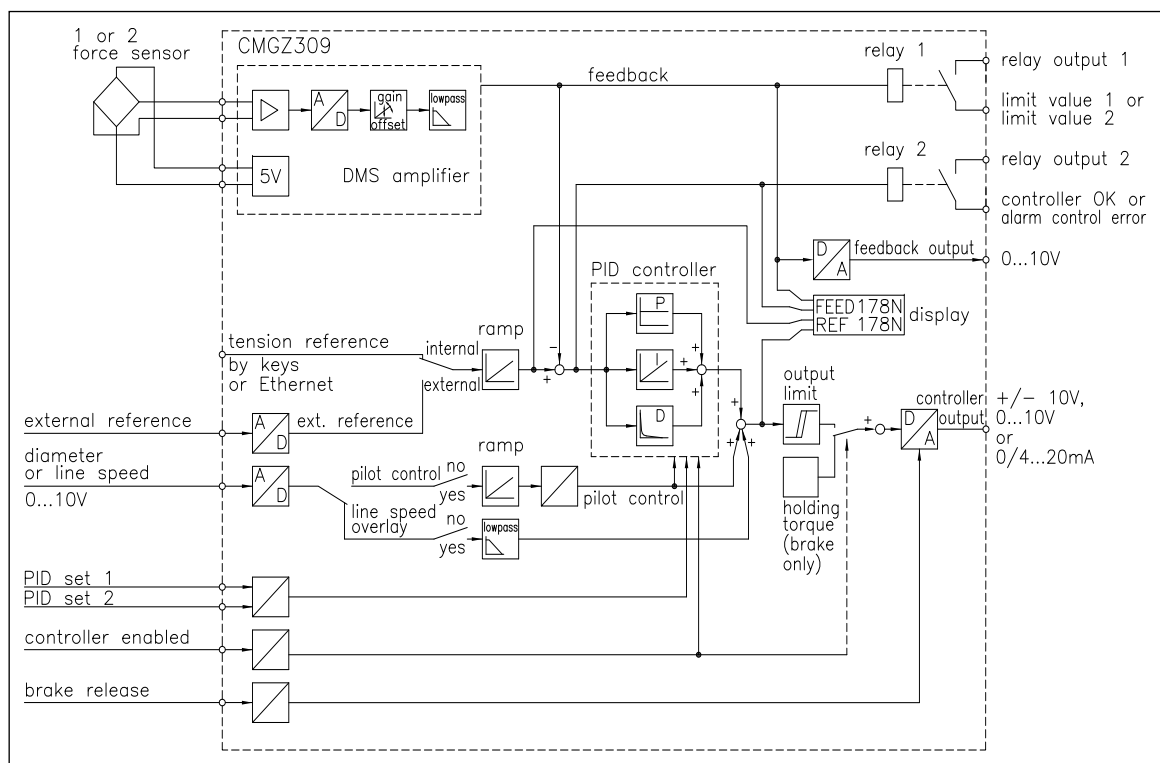 1 or 2
force sensor
CMGZ309
A
D
gain
offset
lowpass
5V
DMS amplifier
feedback
relay 1
relay output 1
limit value 1 or
limit value 2
relay 2
relay output 2
controller OK or
alarm control error
D
A
feedback output
0...10V
PID controller
P
I
D
FEED 178N
REF 178N
display
tension reference
by keys
or Ethernet
internal
external
ramp
-
+
+
+
+
output
limit
external reference
A
D
ext. reference
+
+
+
+
D
A
controller
output
+/- 10V,
0...10V
or
0/4...20mA
diameter
or line speed
0...10V
A
D
pilot control
no
yes
ramp
pilot control
line speed
overlay
no
yes
lowpass
holding
torque
(brake
only)
PID set 1
PID set 2
controller enabled
brake release